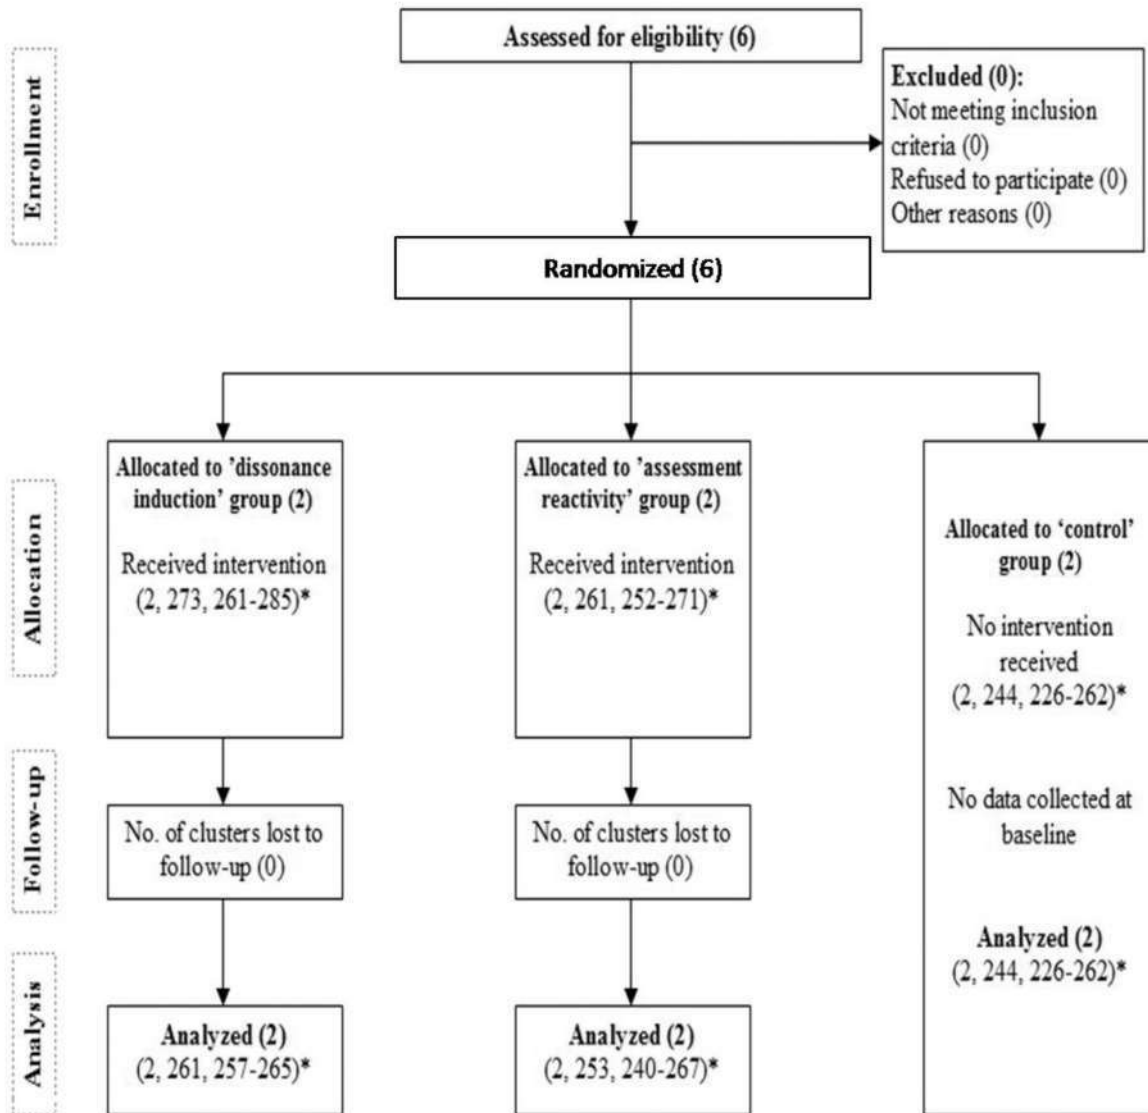 Enrollment
Assessed for eligibility (6)
Excluded (0):
Not meeting inclusion
criteria (0)
Refused to participate (0)
Other reasons (0)
Randomized (6)
Allocation
Allocated to 'dissonance
induction' group (2)
Received intervention
(2, 273, 261-285)*
Allocated to 'assessment
reactivity' group (2)
Received intervention
(2, 261, 252-271)*
Allocated to ‘control’
group (2)
No intervention
received
(2, 244, 226-262)*
No data collected at
baseline
Analyzed (2)
(2, 244, 226-262)*
Follow-up
No. of clusters lost to
follow-up (0)
No. of clusters lost to
follow-up (0)
Analysis
Analyzed (2)
(2, 261, 257-265)*
Analyzed (2)
(2, 253, 240-267)*